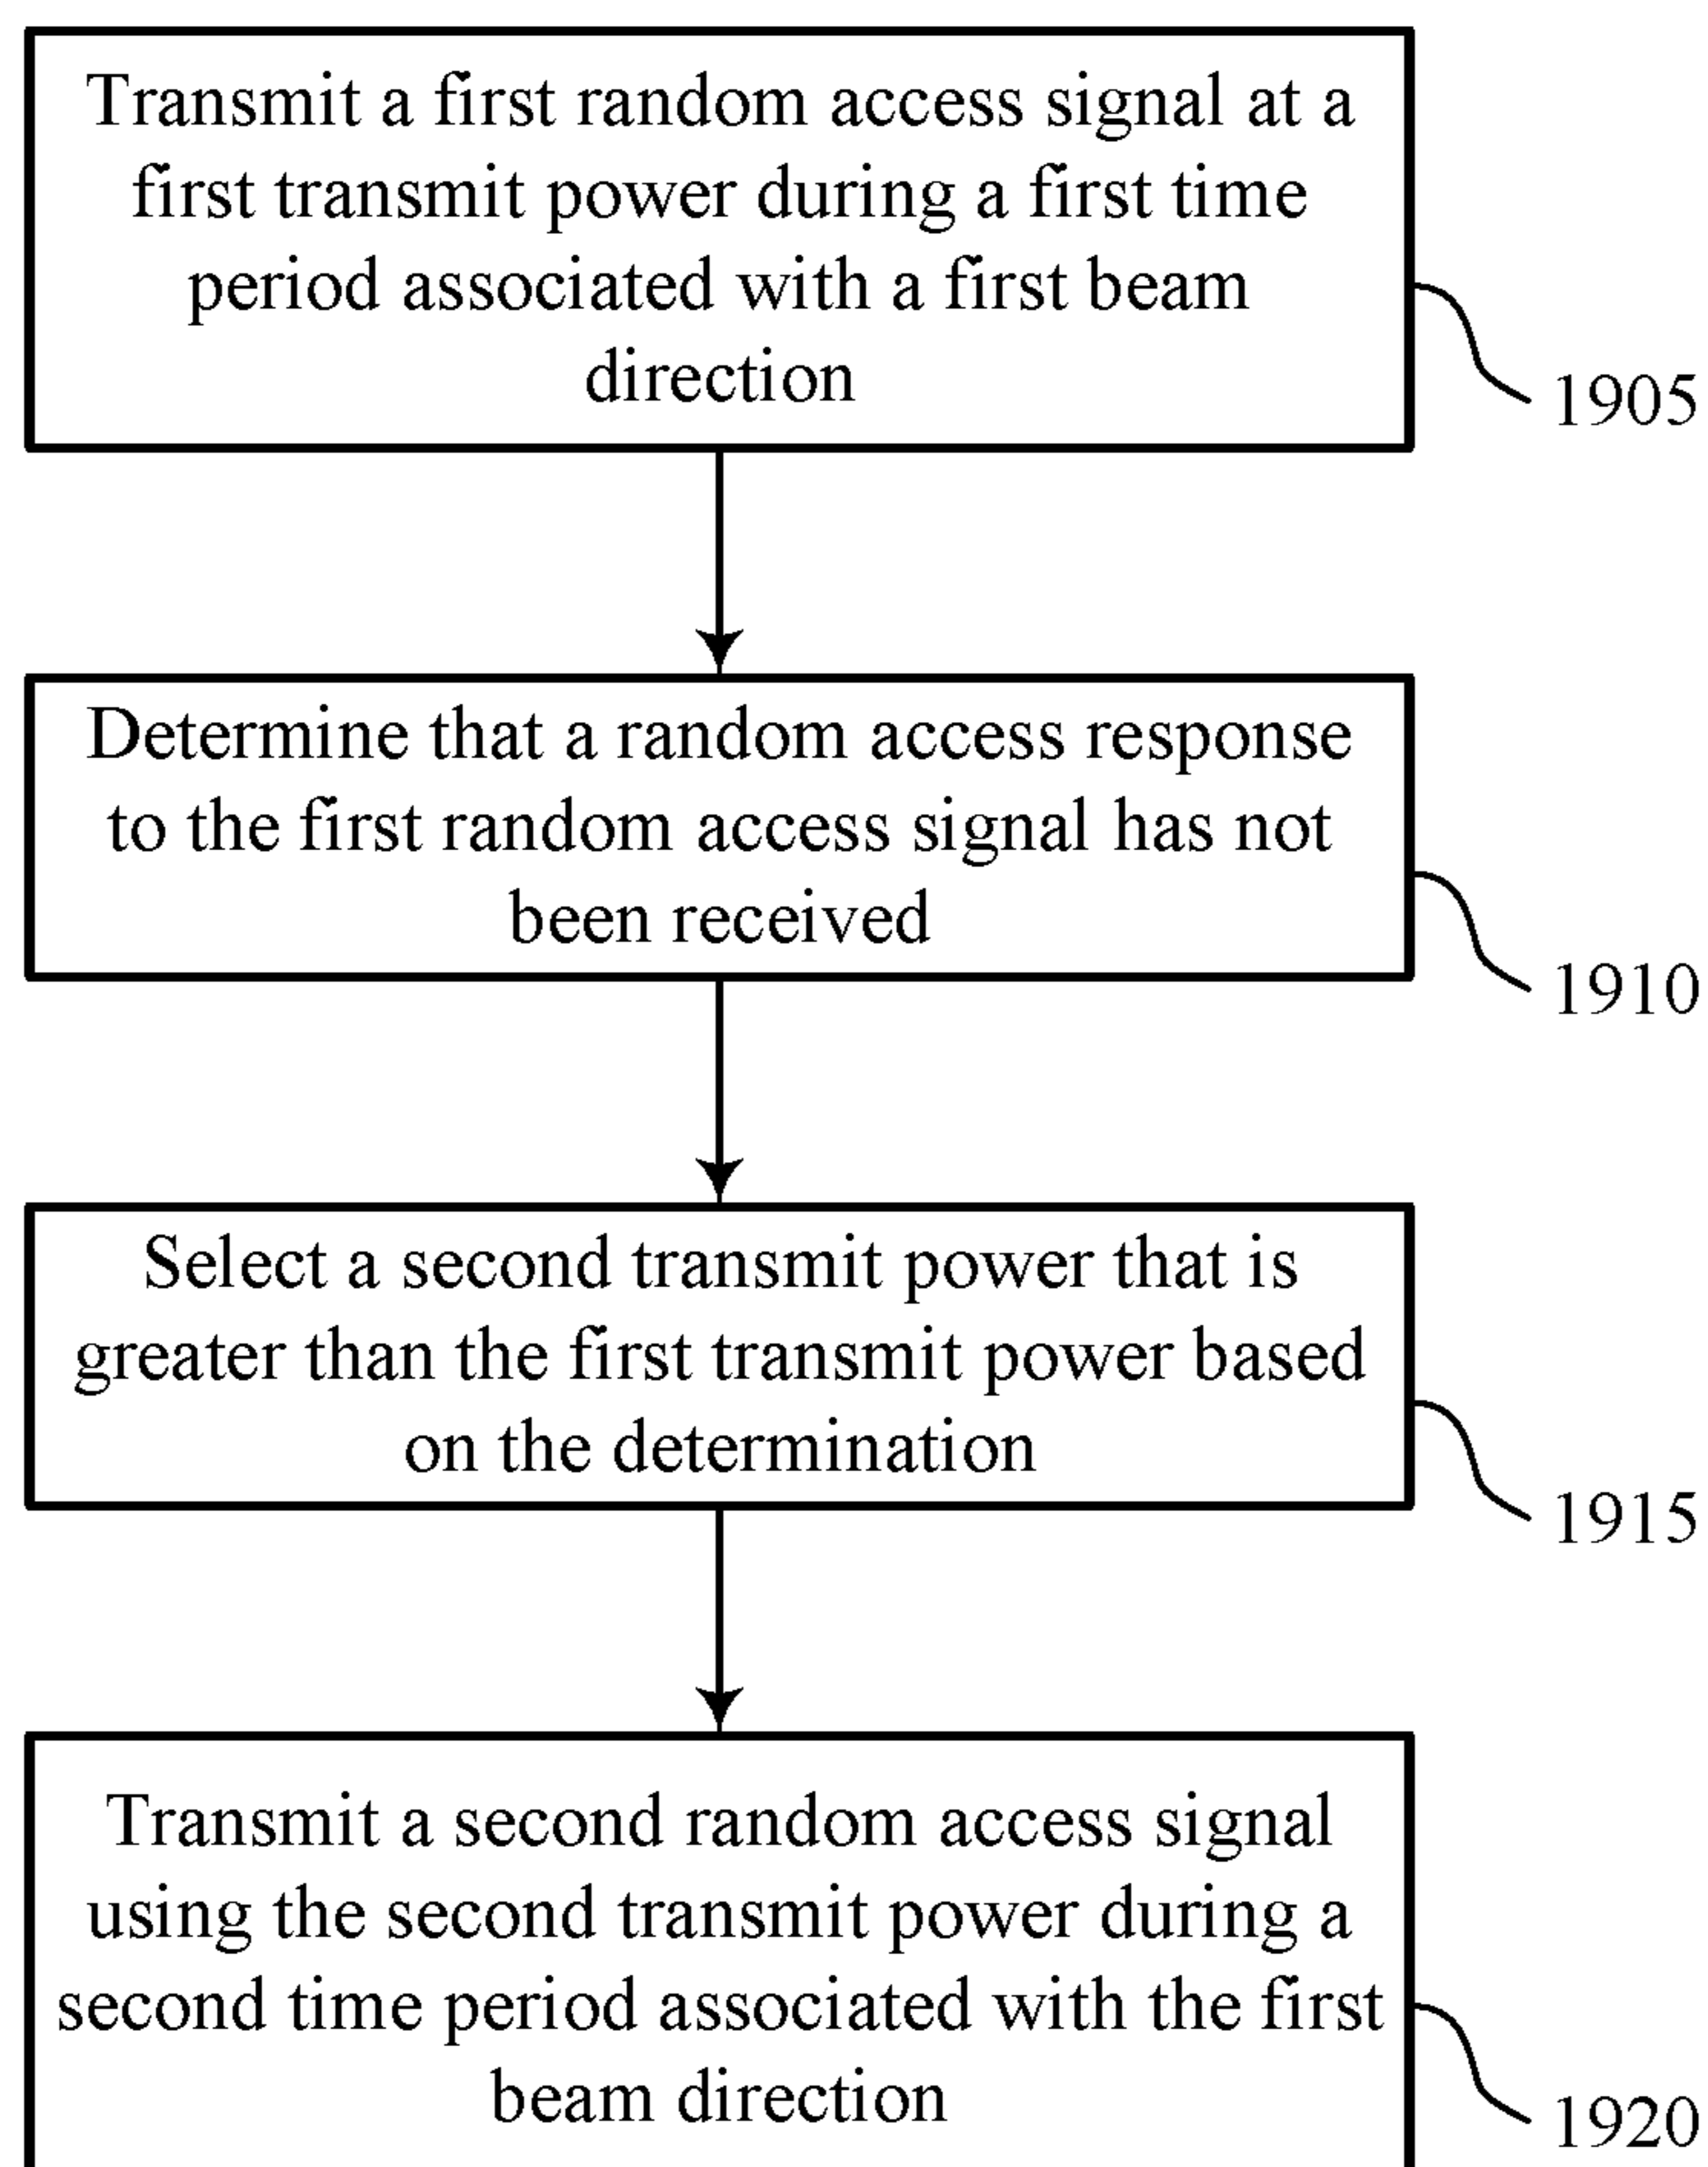 Transmit a first random access signal at a
first transmit power during a first time
period associated with a first beam
direction
1905
Determine that a random access response
to the first random access signal has not
been received
1910
Select a second transmit power that is
greater than the first transmit power based
on the determination
1915
Transmit a second random access signal
using the second transmit power during a
second time period associated with the first
beam direction
1920